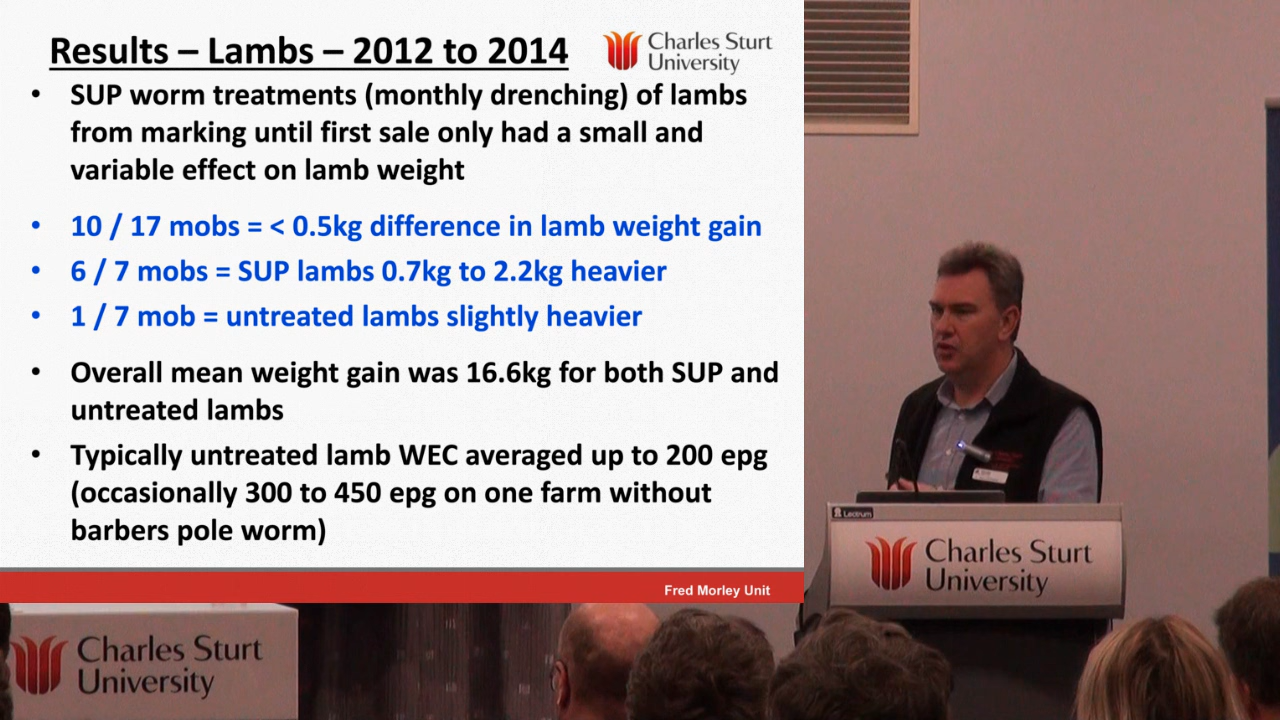 Results – Lambs – 2012 to 2014
Charles Sturt
University
• SUP worm treatments (monthly drenching) of lambs
from marking until first sale only had a small and
variable effect on lamb weight
• 10 / 17 mobs = < 0.5kg difference in lamb weight gain
• 6 / 7 mobs = SUP lambs 0.7kg to 2.2kg heavier
• 1 / 7 mob = untreated lambs slightly heavier
• Overall mean weight gain was 16.6kg for both SUP and
untreated lambs
• Typically untreated lamb WEC averaged up to 200 epg
(occasionally 300 to 450 epg on one farm without
barbers pole worm)
Fred Morley Unit
Lectrum
Charles Sturt
University
Charles Sturt
University